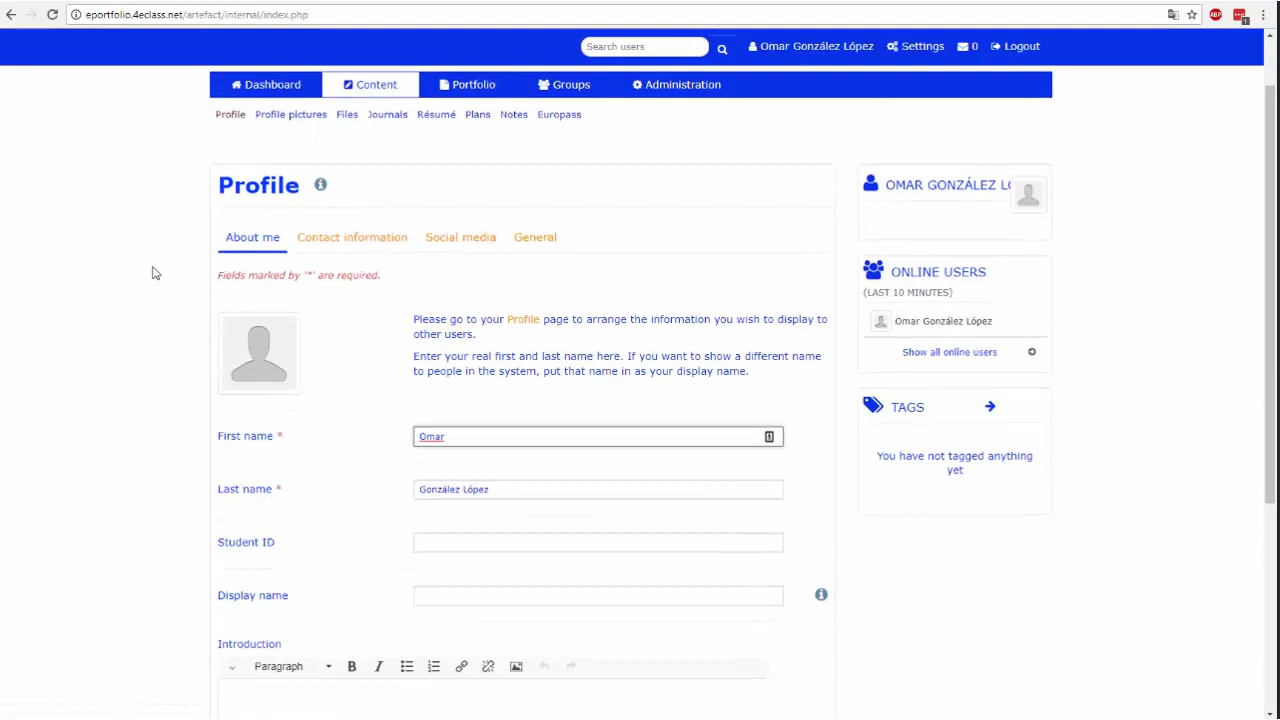 eportfolio.4eclass.net/artefact/internal/index.php
ABP
1
Search users
Omar González López
Settings
0
Logout
Dashboard
Content
Portfolio
Groups
Administration
Profile
Profile pictures
Files
Journals
Résumé
Plans
Notes
Europass
Profile
About me
Contact information
Social media
General
Fields marked by '*' are required.
Please go to your Profile page to arrange the information you wish to display to
other users.
Enter your real first and last name here. If you want to show a different name
to people in the system, put that name in as your display name.
First name *
Omar
Last name *
González López
Student ID
Display name
Introduction
Paragraph
B
I
OMAR GONZÁLEZ
ONLINE USERS
(LAST 10 MINUTES)
Omar González López
Show all online users
TAGS
You have not tagged anything
yet